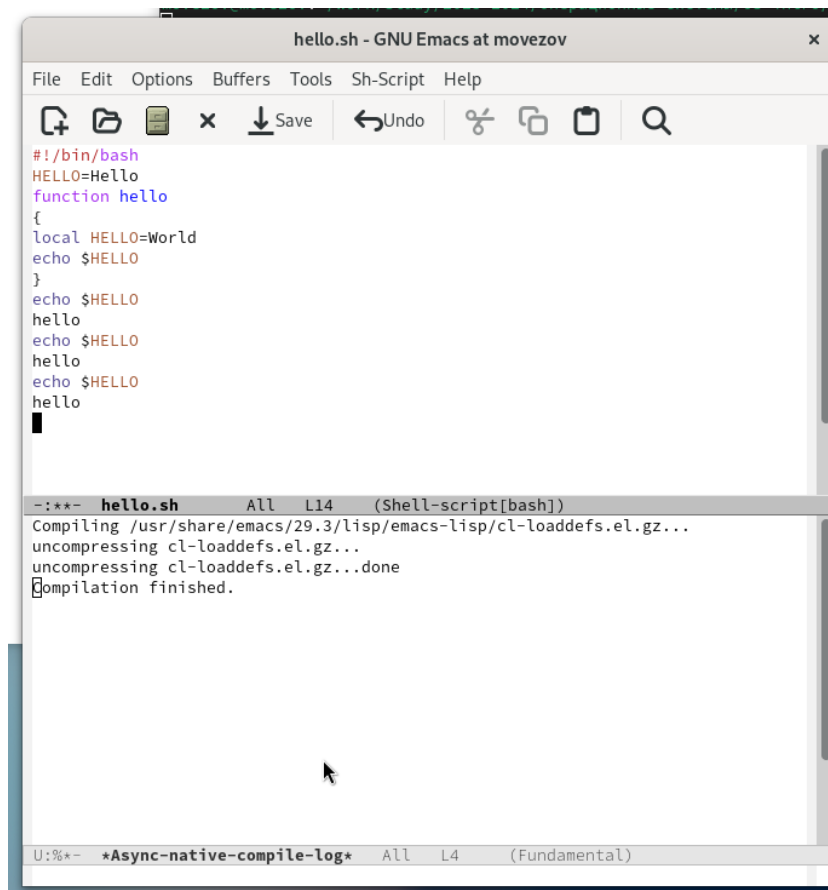 hello.sh - GNU Emacs at movezov ×
File Edit Options Buffers Tools Sh-Script Help
Save Undo
#!/bin/bash
HELLO=Hello
function hello
{
local HELLO=World
echo $HELLO
}
echo $HELLO
hello
echo $HELLO
hello
echo $HELLO
hello
-:**- hello.sh All L14 (Shell-script[bash])
Compiling /usr/share/emacs/29.3/lisp/emacs-lisp/cl-loaddefs.el.gz...
uncompressing cl-loaddefs.el.gz...
uncompressing cl-loaddefs.el.gz...done
Compilation finished.
U:%*- *Async-native-compile-log* All L4 (Fundamental)